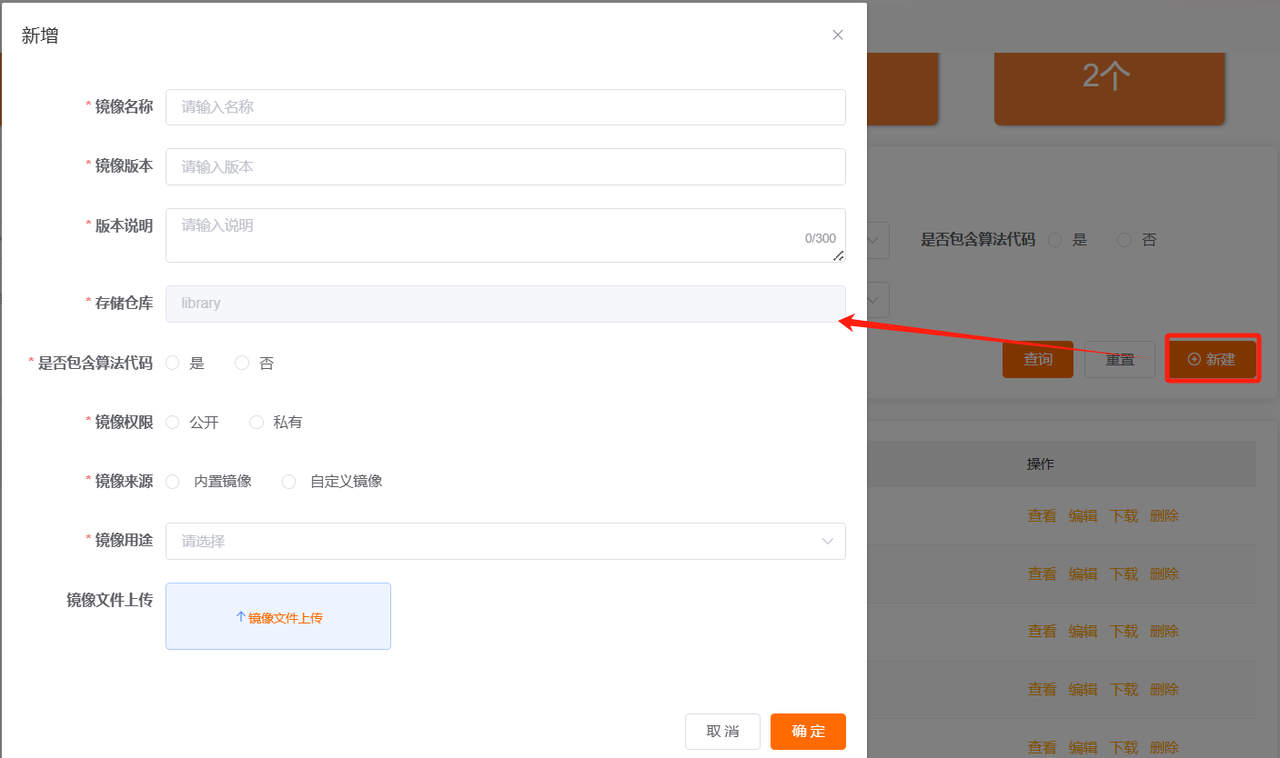 新增
* 镜像名称 请输入名称
* 镜像版本 请输入版本
* 版本说明 请输入说明
0/300
* 存储仓库 library
* 是否包含算法代码 是 否
* 镜像权限 公开 私有
* 镜像来源 内置镜像 自定义镜像
* 镜像用途 请选择
镜像文件上传
镜像文件上传
取消 确定
2个
是否包含算法代码 是 否
查询 重置 新建
操作
查看 编辑 下载 删除
查看 编辑 下载 删除
查看 编辑 下载 删除
查看 编辑 下载 删除
查看 编辑 下载 删除